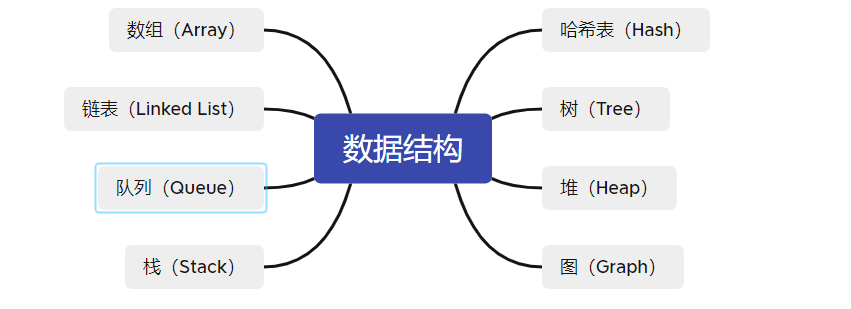 数组（Array）
链表（Linked List）
队列（Queue）
栈（Stack）
数据结构
哈希表（Hash）
树（Tree）
堆（Heap）
图（Graph）